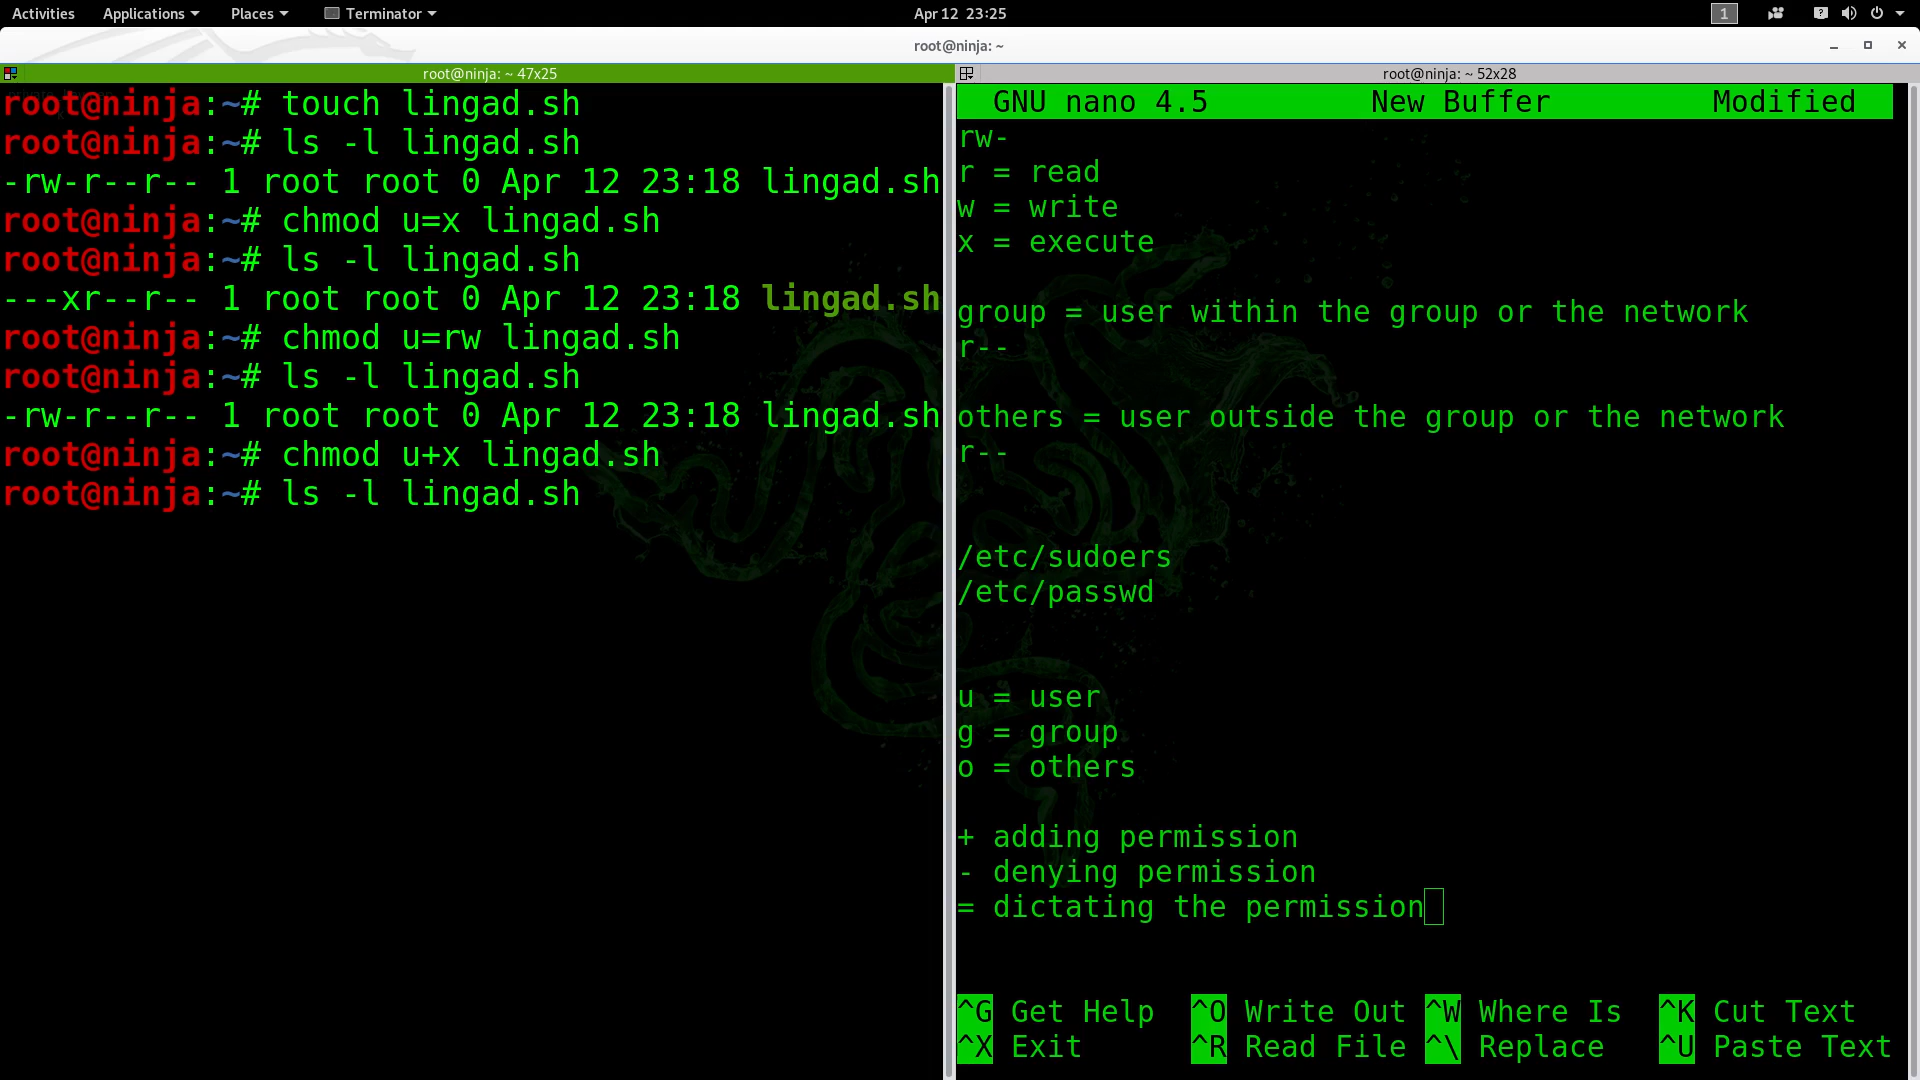 Activities Applications Places Terminator Apr 12 23:25 1
root@ninja: ~
root@ninja: ~ 47x25
root@ninja:~# touch lingad.sh
root@ninja:~# ls -l lingad.sh
-rw-r--r-- 1 root root 0 Apr 12 23:18 lingad.sh
root@ninja:~# chmod u=x lingad.sh
root@ninja:~# ls -l lingad.sh
---xr--r-- 1 root root 0 Apr 12 23:18 lingad.sh
root@ninja:~# chmod u=rw lingad.sh
root@ninja:~# ls -l lingad.sh
-rw-r--r-- 1 root root 0 Apr 12 23:18 lingad.sh
root@ninja:~# chmod u+x lingad.sh
root@ninja:~# ls -l lingad.sh
root@ninja: ~ 52x28
GNU nano 4.5 New Buffer Modified
rw-
r = read
w = write
x = execute
group = user within the group or the network
r--
others = user outside the group or the network
r--
/etc/sudoers
/etc/passwd
u = user
g = group
o = others
+ adding permission
- denying permission
= dictating the permission
^G Get Help ^O Write Out ^W Where Is ^K Cut Text
^X Exit ^R Read File ^\ Replace ^U Paste Text